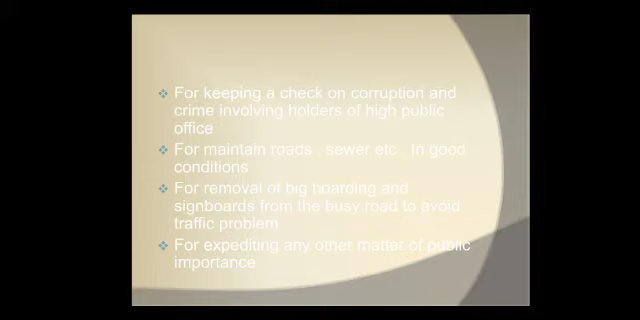 For keeping a check on corruption and
crime involving holders of high public
office
For maintain roads , sewer etc . In good
conditions
For removal of big hoarding and
signboards from the busy road to avoid
traffic problem
For expediting any other matter of public
importance